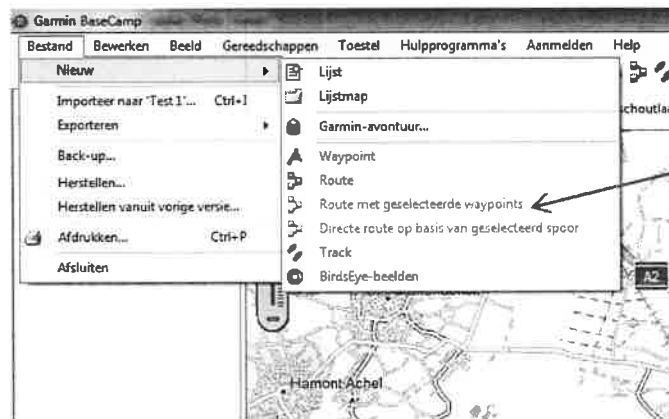 Garmin BaseCamp
Bestand Bewerken Beeld Gereedschappen Toestel Hulpprogramma's Aanmelden Help
Nieuw
Importeer naar 'Test 1'... Ctrl+I
Exporteren
Back-up...
Herstellen...
Herstellen vanuit vorige versie...
Afdrukken... Ctrl+P
Afsluiten
Lijst
Lijstmap
Garmin-avontuur...
Waypoint
Route
Route met geselecteerde waypoints
Directe route op basis van geselecteerd spoor
Track
BirdsEye-beelden
A2
Hamont Achel